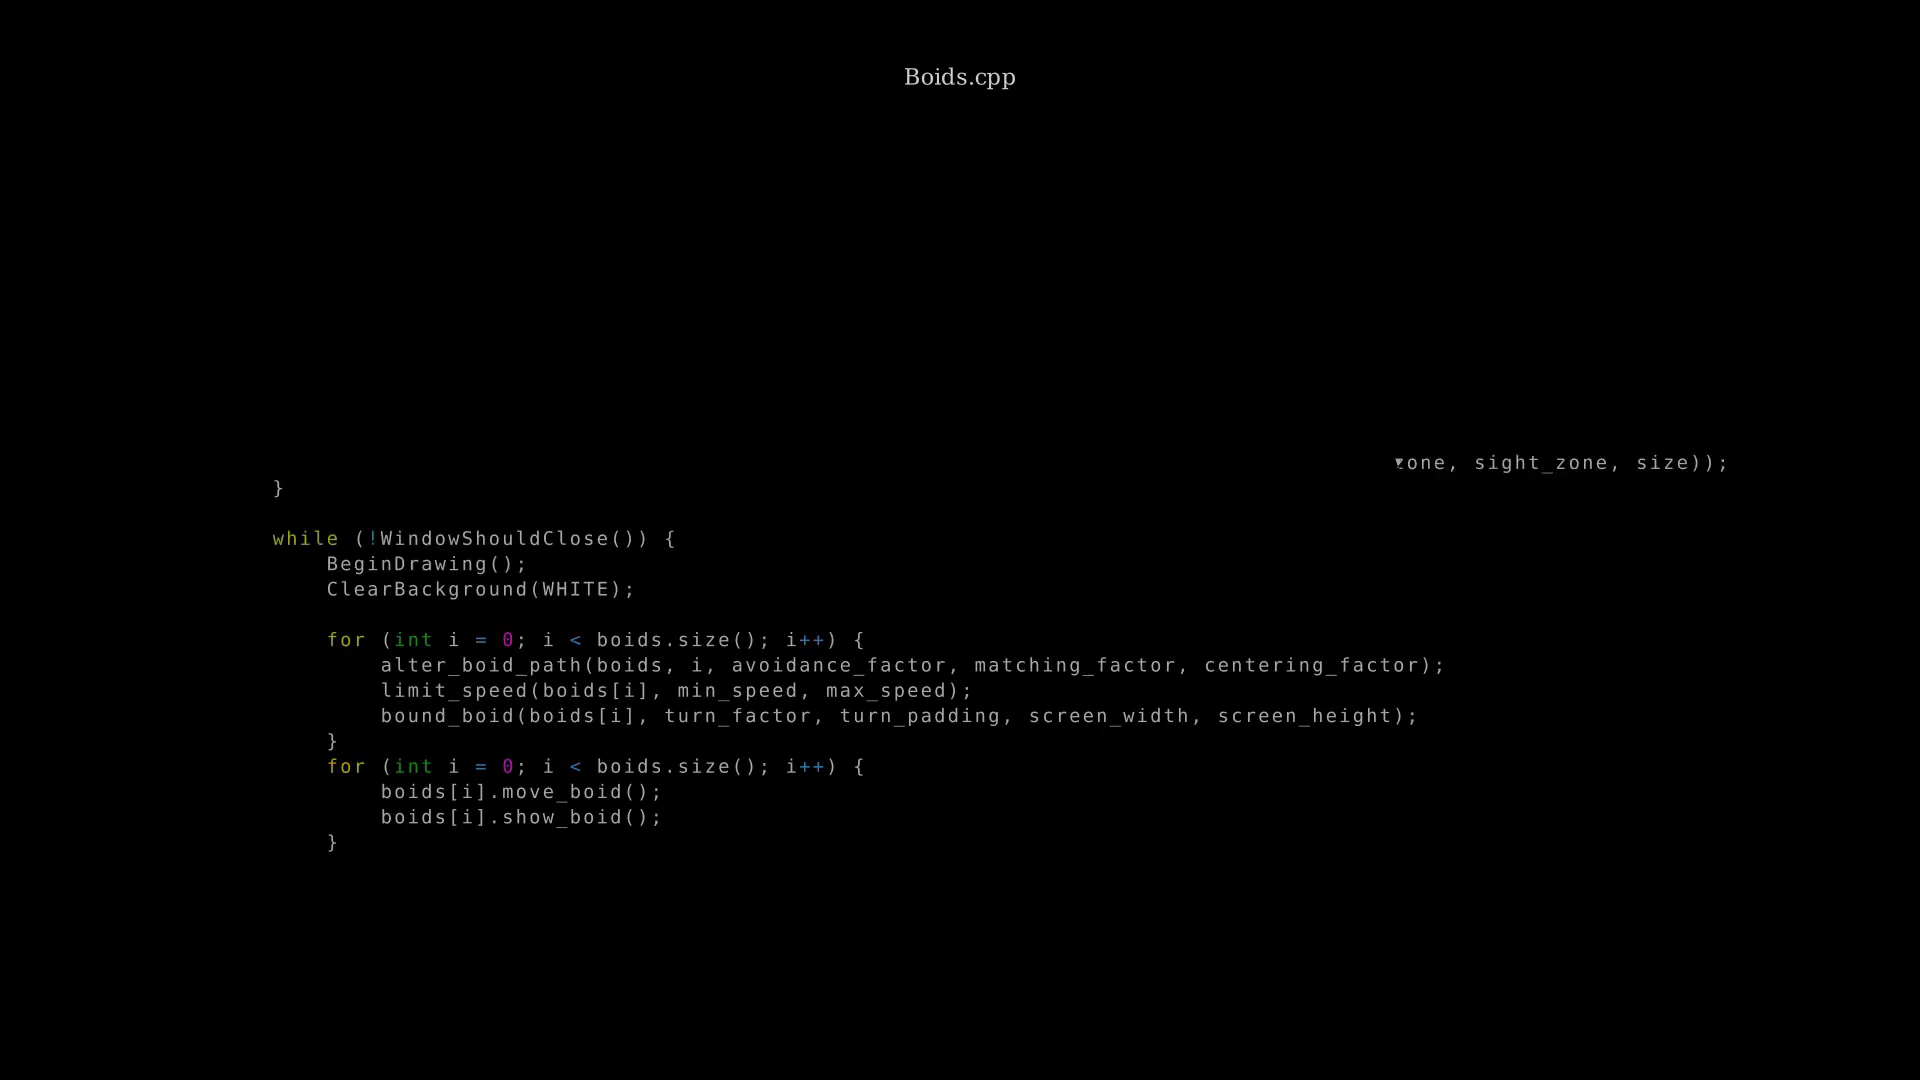 Boids.cpp
one, sight_zone, size));
}
while (!WindowShouldClose()) {
BeginDrawing();
ClearBackground(WHITE);
for (int i = 0; i < boids.size(); i++) {
alter_boid_path(boids, i, avoidance_factor, matching_factor, centering_factor);
limit_speed(boids[i], min_speed, max_speed);
bound_boid(boids[i], turn_factor, turn_padding, screen_width, screen_height);
}
for (int i = 0; i < boids.size(); i++) {
boids[i].move_boid();
boids[i].show_boid();
}